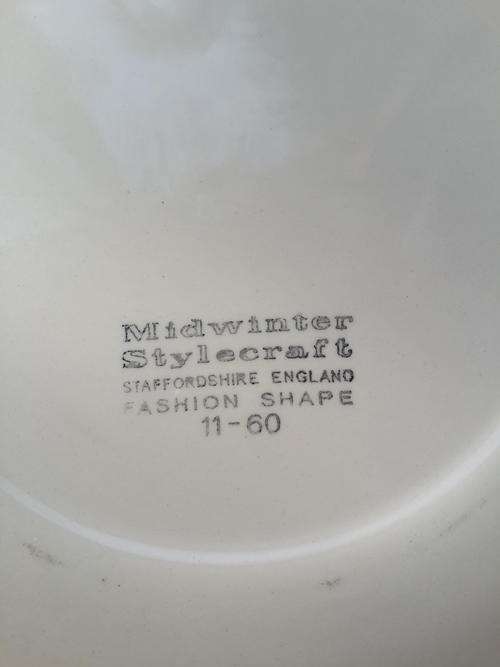 Midwinter
Stylecraft
STAFFORDSHIRE ENGLAND
FASHION SHAPE
11-60